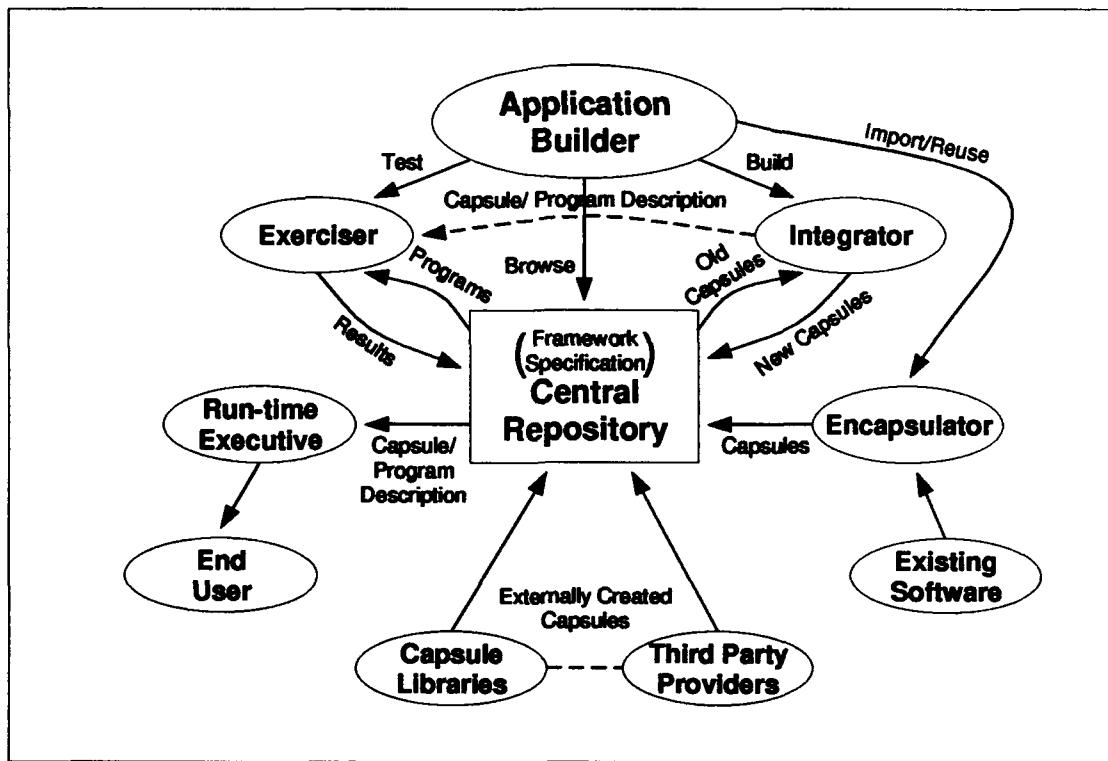 Application
Builder
Import/Reuse
Test
Build
Capsule/ Program Description
Exerciser
Integrator
Programs
Browse
Old
Capsules
Results
New Capsules
(Framework
Specification)
Central
Repository
Run-time
Executive
Encapsulator
Capsule/
Program
Description
Capsules
End
User
Existing
Software
Externally Created
Capsules
Capsule
Libraries
Third Party
Providers